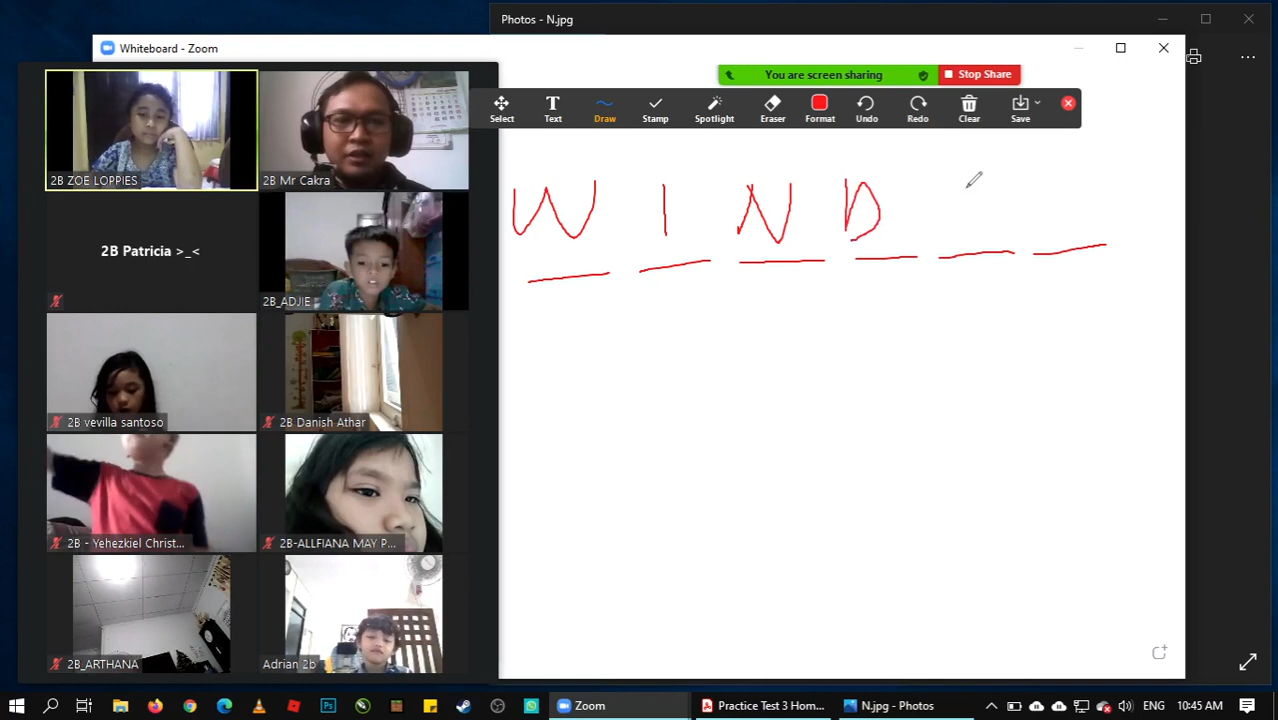 Photos - N.jpg
Whiteboard - Zoom
You are screen sharing Stop Share
Select Text Draw Stamp Spotlight Eraser Format Undo Redo Clear Save
W I N D
2B ZOE LOPPIES
2B Mr Cakra
2B Patricia >_<
2B_ADJIE
2B vevilla santoso
2B Danish Athar
2B - Yehezkiel Christ...
2B-ALLFIANA MAY P...
2B_ARTHANA
Adrian 2b
Zoom
Practice Test 3 Hom...
N.jpg - Photos
ENG 10:45 AM